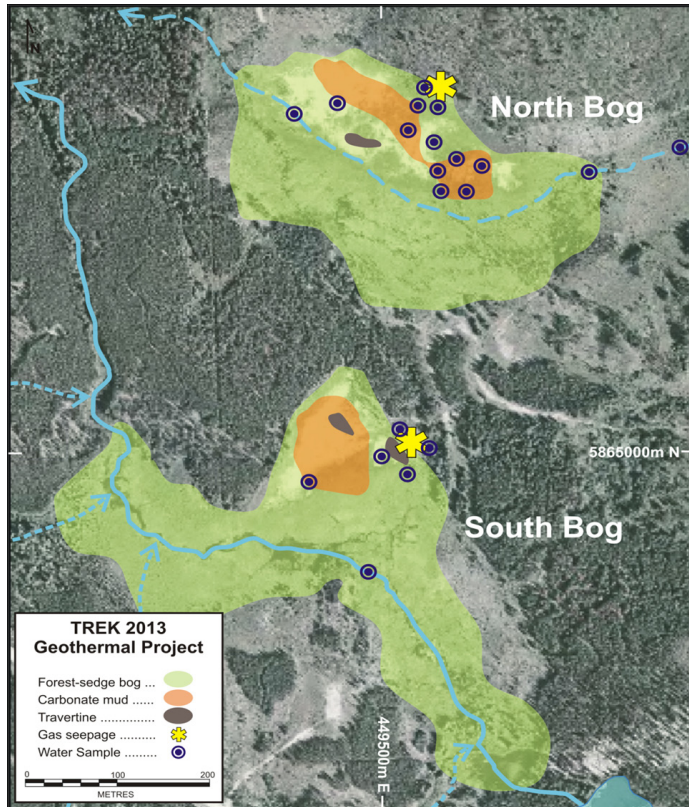 N
North Bog
5865000m N
South Bog
449500m E
TREK 2013
Geothermal Project
Forest-sedge bog ...
Carbonate mud ......
Travertine ...............
Gas seepage ..........
Water Sample .........
0 100 200
METRES